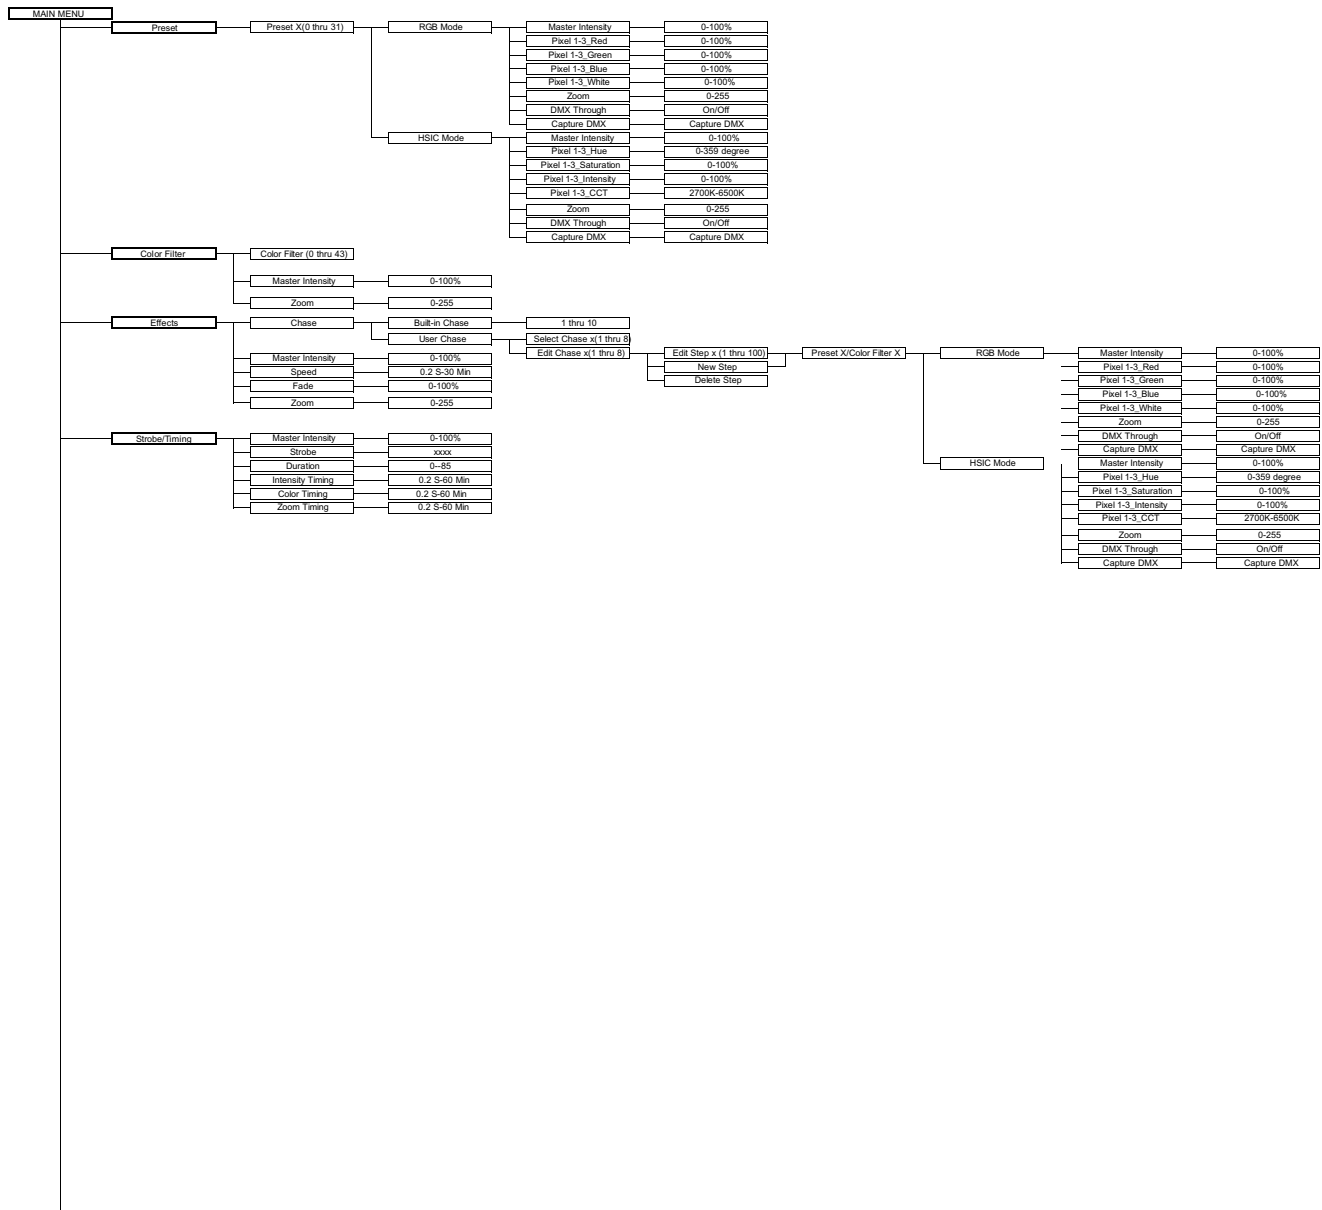 MAIN MENU
Preset Preset X(0 thru 31) RGB Mode Master Intensity 0-100%
Pixel 1-3_Red 0-100%
Pixel 1-3_Green 0-100%
Pixel 1-3_Blue 0-100%
Pixel 1-3_White 0-100%
Zoom 0-255
DMX Through On/Off
Capture DMX Capture DMX
HSIC Mode Master Intensity 0-100%
Pixel 1-3_Hue 0-359 degree
Pixel 1-3_Saturation 0-100%
Pixel 1-3_Intensity 0-100%
Pixel 1-3_CCT 2700K-6500K
Zoom 0-255
DMX Through On/Off
Capture DMX Capture DMX
Color Filter Color Filter (0 thru 43)
Master Intensity 0-100%
Zoom 0-255
Effects Chase Built-in Chase 1 thru 10
User Chase Select Chase x(1 thru 8)
Edit Chase x(1 thru 8) Edit Step x (1 thru 100) Preset X/Color Filter X RGB Mode Master Intensity 0-100%
Master Intensity 0-100% New Step Pixel 1-3_Red 0-100%
Speed 0.2 S-30 Min Delete Step Pixel 1-3_Green 0-100%
Fade 0-100% Pixel 1-3_Blue 0-100%
Zoom 0-255 Pixel 1-3_White 0-100%
Zoom 0-255
Strobe/Timing Master Intensity 0-100% DMX Through On/Off
Strobe xxxx Capture DMX Capture DMX
Duration 0--85 HSIC Mode Master Intensity 0-100%
Intensity Timing 0.2 S-60 Min Pixel 1-3_Hue 0-359 degree
Color Timing 0.2 S-60 Min Pixel 1-3_Saturation 0-100%
Zoom Timing 0.2 S-60 Min Pixel 1-3_Intensity 0-100%
Pixel 1-3_CCT 2700K-6500K
Zoom 0-255
DMX Through On/Off
Capture DMX Capture DMX